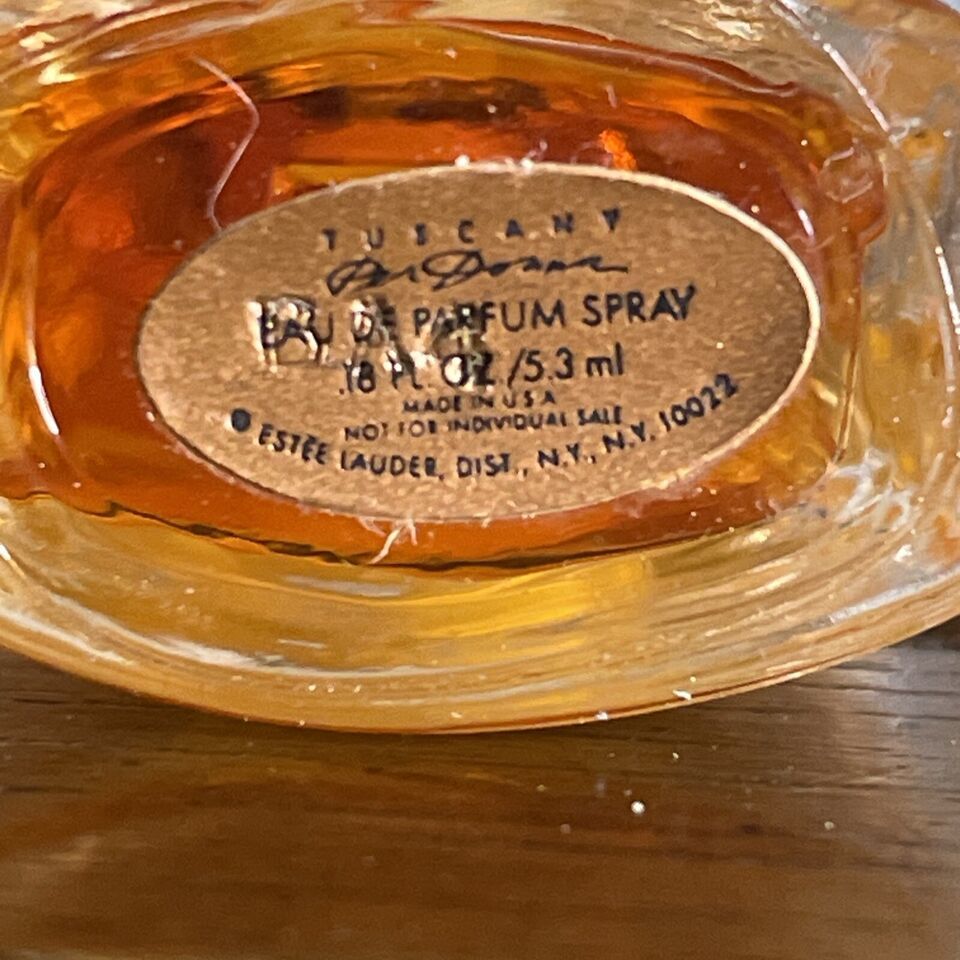 TUSCANY
Per Donna
EAU DE PARFUM SPRAY
.18 FL. OZ./5.3 ml
MADE IN U.S.A
NOT FOR INDIVIDUAL SALE
ESTĒE LAUDER, DIST., N.Y., N.Y. 10022